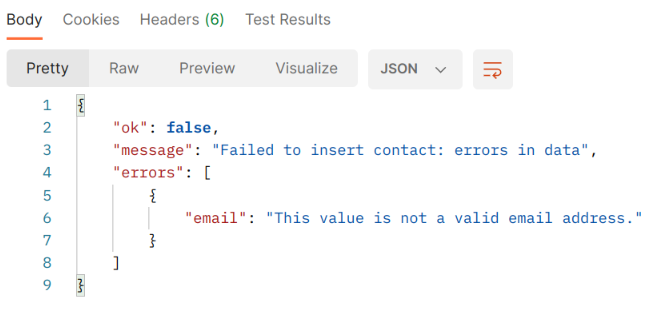 Body Cookies Headers (6) Test Results
Pretty Raw Preview Visualize JSON
1 {
2 "ok": false,
3 "message": "Failed to insert contact: errors in data",
4 "errors": [
5 {
6 "email": "This value is not a valid email address."
7 }
8 ]
9 }